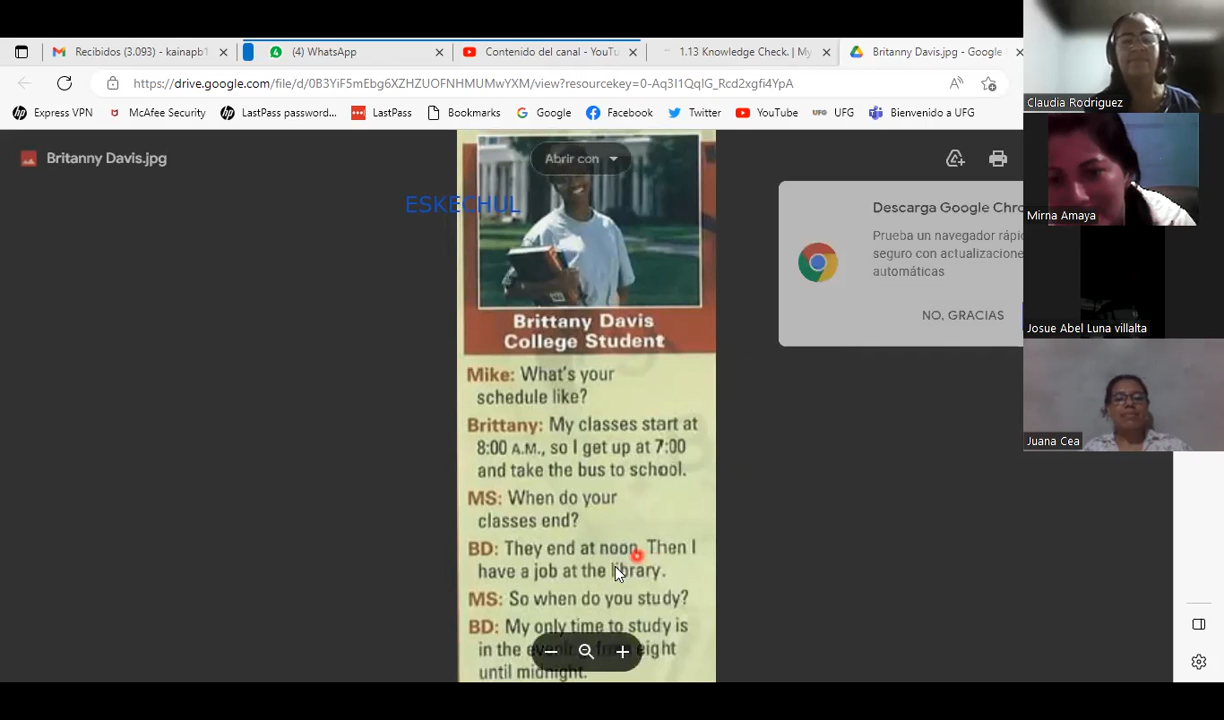 Recibidos (3.093) - kainapb1
(4) WhatsApp
Contenido del canal - YouTu
1.13 Knowledge Check. | My
Britanny Davis.jpg - Google
https://drive.google.com/file/d/0B3YiF5mEbg6XZHZUOFNHMUMwYXM/view?resourcekey=0-Aq3I1QqlG_Rcd2xgfi4YpA
Express VPN
McAfee Security
LastPass password...
LastPass
Bookmarks
Google
Facebook
Twitter
YouTube
UFG
Bienvenido a UFG
Britanny Davis.jpg
Abrir con
ESKECHUL
Brittany Davis
College Student
Mike: What's your
schedule like?
Brittany: My classes start at
8:00 A.M., so I get up at 7:00
and take the bus to school.
MS: When do your
classes end?
BD: They end at noon. Then I
have a job at the library.
MS: So when do you study?
BD: My only time to study is
in the evening from eight
until midnight.
Descarga Google Chro
Prueba un navegador rápid
seguro con actualizacione
automáticas
NO, GRACIAS
Claudia Rodriguez
Mirna Amaya
Josue Abel Luna villalta
Juana Cea